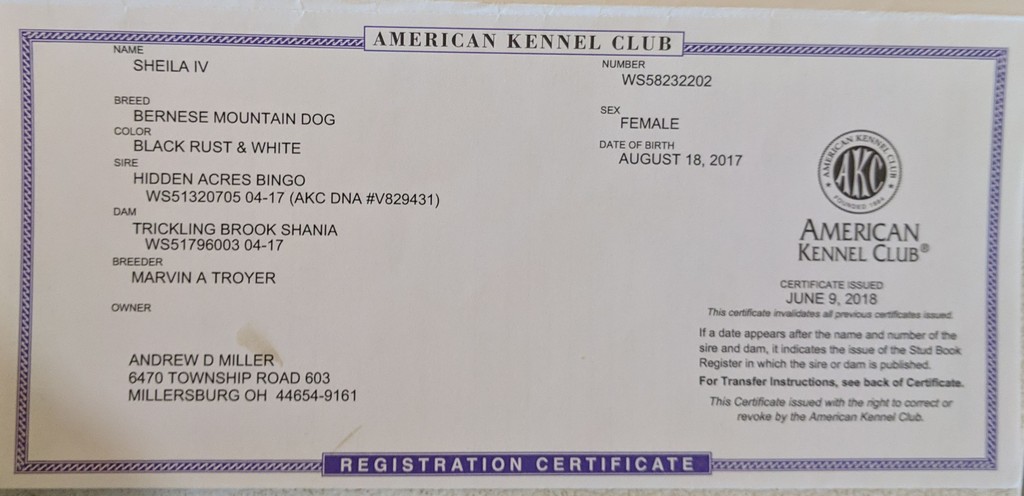 AMERICAN KENNEL CLUB
NAME
SHEILA IV
NUMBER
WS58232202
BREED
BERNESE MOUNTAIN DOG
SEX
FEMALE
COLOR
BLACK RUST & WHITE
DATE OF BIRTH
AUGUST 18, 2017
SIRE
HIDDEN ACRES BINGO
WS51320705 04-17 (AKC DNA #V829431)
DAM
TRICKLING BROOK SHANIA
WS51796003 04-17
BREEDER
MARVIN A TROYER
OWNER
ANDREW D MILLER
6470 TOWNSHIP ROAD 603
MILLERSBURG OH 44654-9161
AMERICAN KENNEL CLUB
AKC
FOUNDED 1884
AMERICAN
KENNEL CLUB®
CERTIFICATE ISSUED
JUNE 9, 2018
This certificate invalidates all previous certificates issued.
If a date appears after the name and number of the
sire and dam, it indicates the issue of the Stud Book
Register in which the sire or dam is published.
For Transfer Instructions, see back of Certificate.
This Certificate issued with the right to correct or
revoke by the American Kennel Club.
REGISTRATION CERTIFICATE